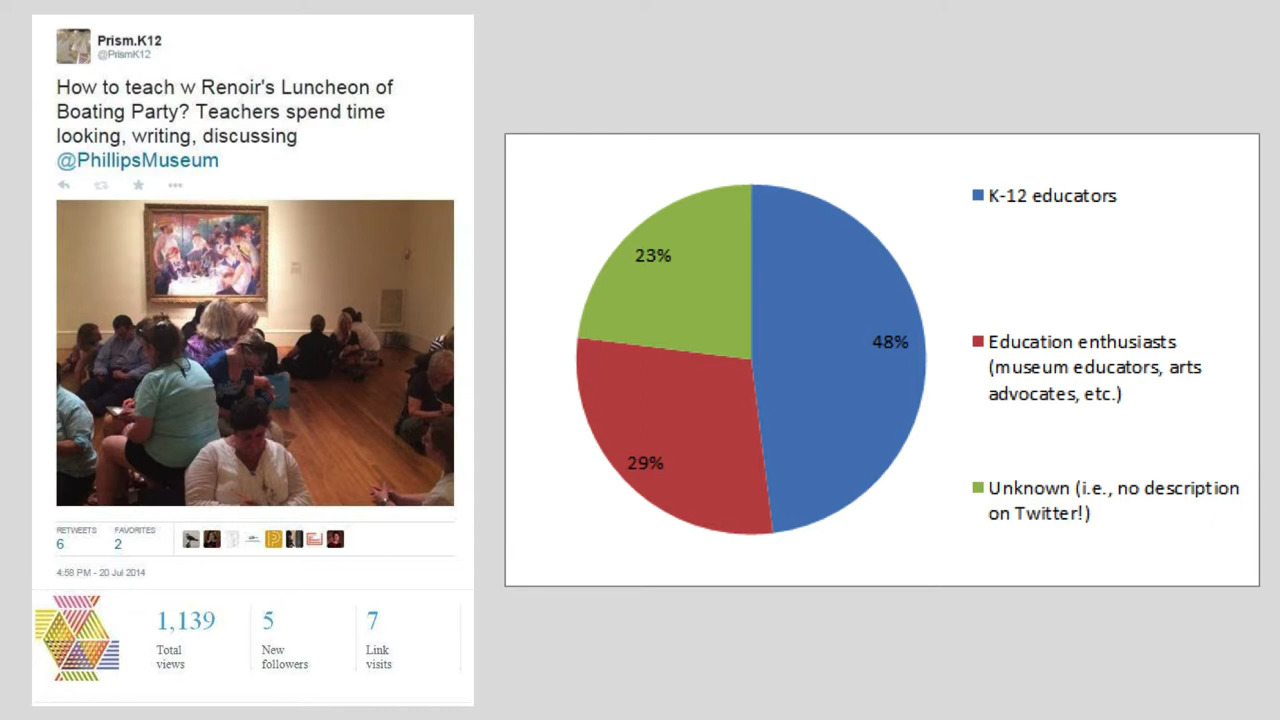 Prism.K12
@PrismK12
How to teach w Renoir's Luncheon of
Boating Party? Teachers spend time
looking, writing, discussing
@PhillipsMuseum
RETWEETS
6
FAVORITES
2
4:58 PM - 20 Jul 2014
1,139
Total
views
5
New
followers
7
Link
visits
23%
48%
29%
K-12 educators
Education enthusiasts
(museum educators, arts
advocates, etc.)
Unknown (i.e., no description
on Twitter!)